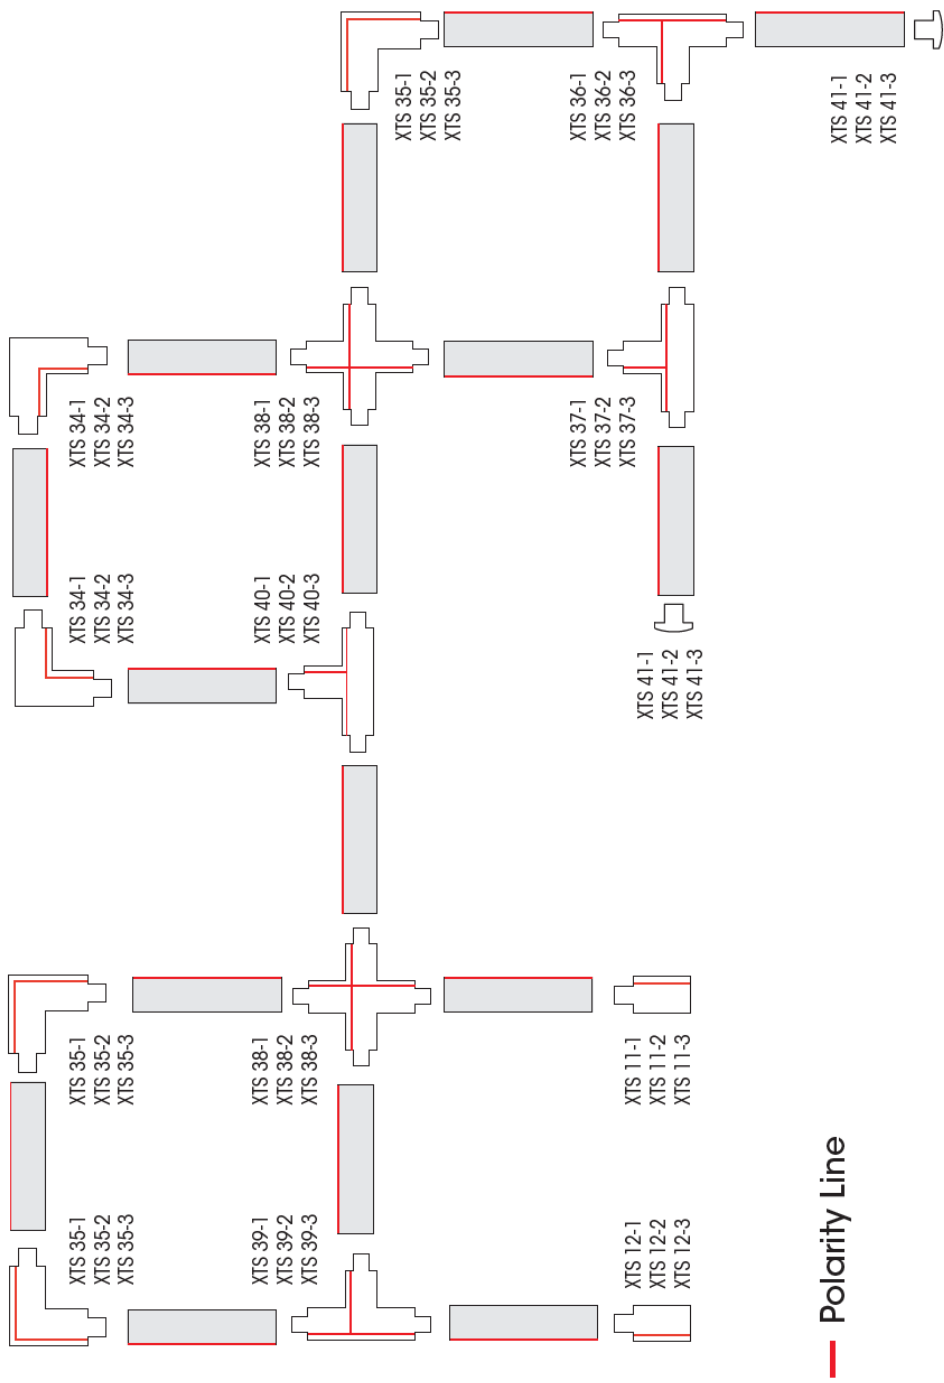 XTS 35-1
XTS 35-2
XTS 35-3
XTS 36-1
XTS 36-2
XTS 36-3
XTS 41-1
XTS 41-2
XTS 41-3
XTS 34-1
XTS 34-2
XTS 34-3
XTS 38-1
XTS 38-2
XTS 38-3
XTS 37-1
XTS 37-2
XTS 37-3
XTS 34-1
XTS 34-2
XTS 34-3
XTS 40-1
XTS 40-2
XTS 40-3
XTS 41-1
XTS 41-2
XTS 41-3
XTS 35-1
XTS 35-2
XTS 35-3
XTS 38-1
XTS 38-2
XTS 38-3
XTS 11-1
XTS 11-2
XTS 11-3
XTS 35-1
XTS 35-2
XTS 35-3
XTS 39-1
XTS 39-2
XTS 39-3
XTS 12-1
XTS 12-2
XTS 12-3
Polarity Line